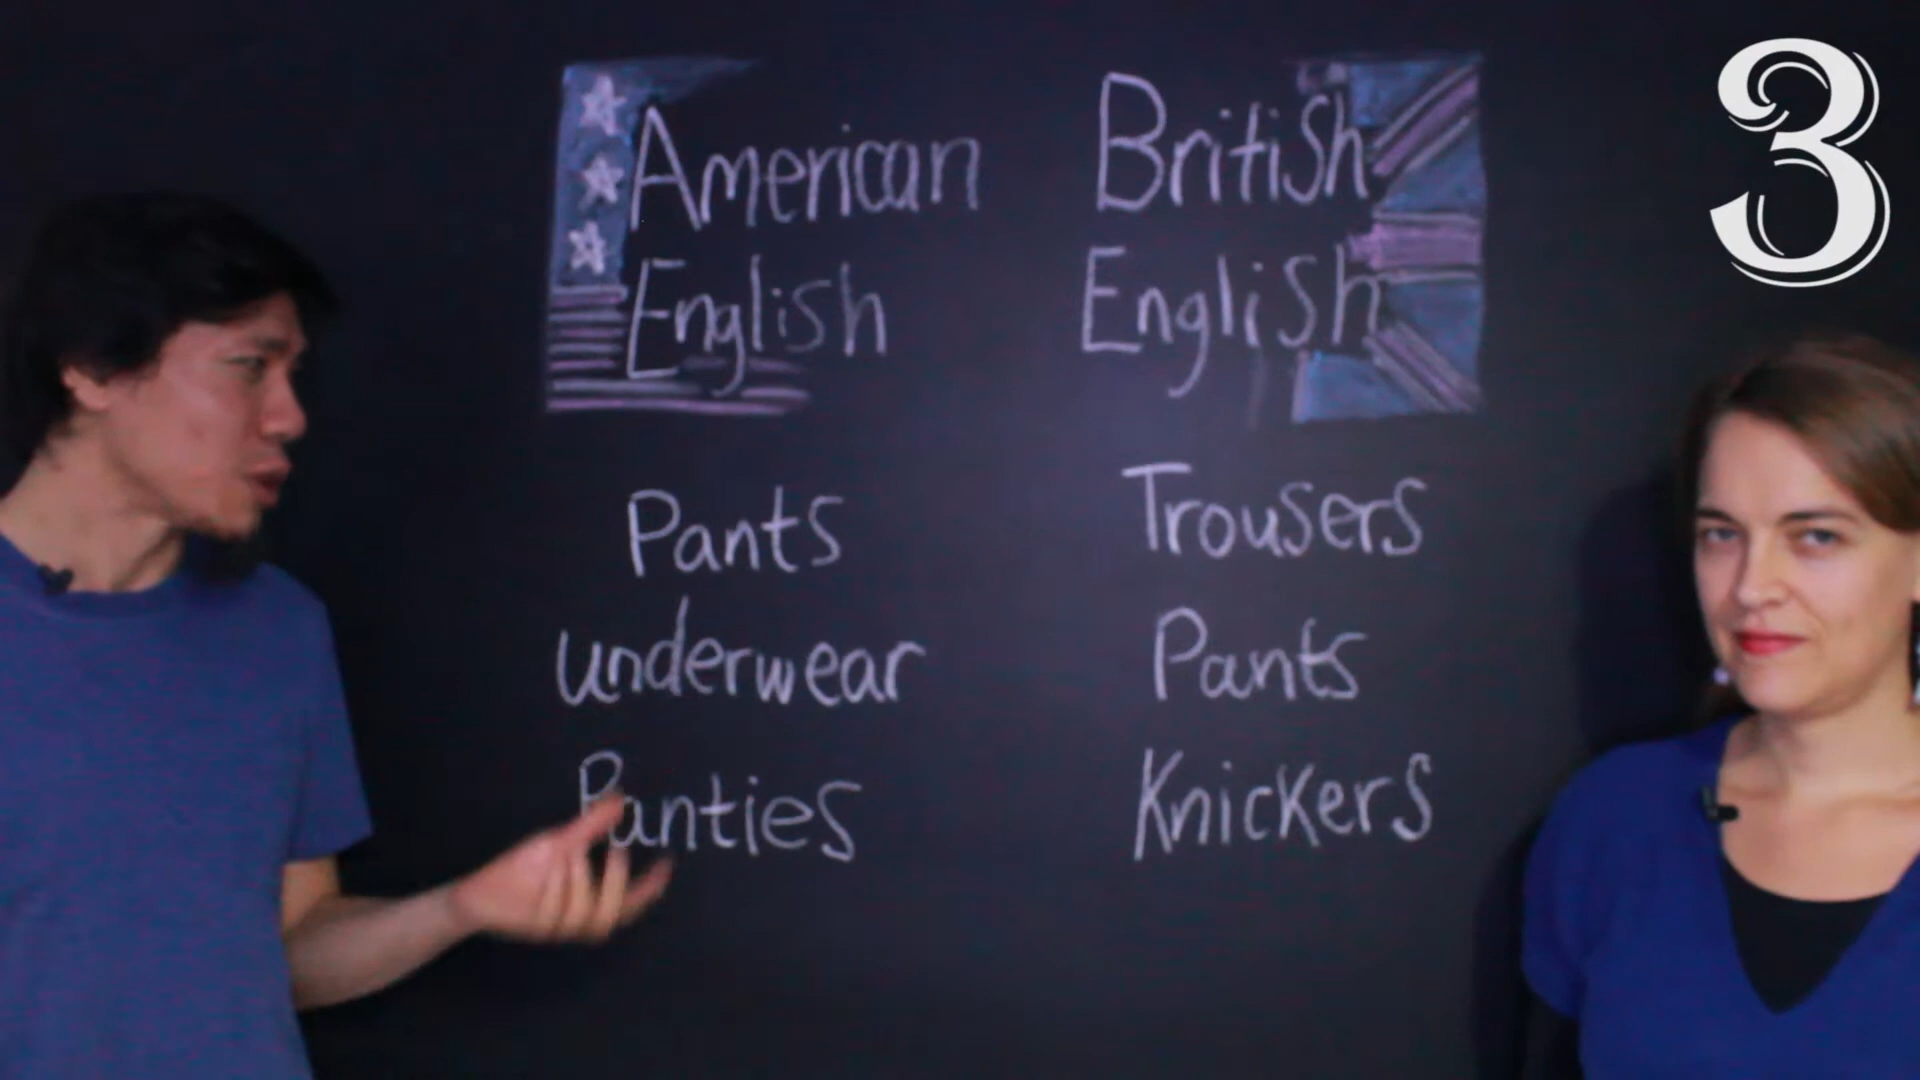 American
English
British
English
3
Pants
Trousers
underwear
Pants
Panties
Knickers